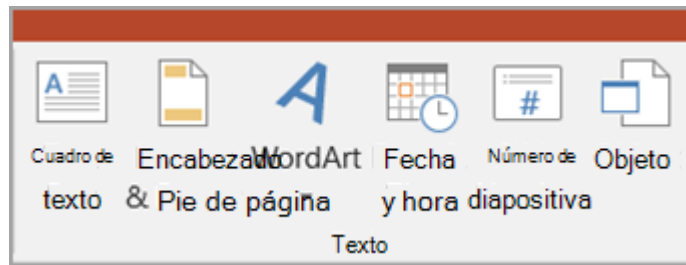 Cuadro de texto
Encabezado & Pie de página
WordArt
Fecha y hora
Número de diapositiva
Objeto
Texto